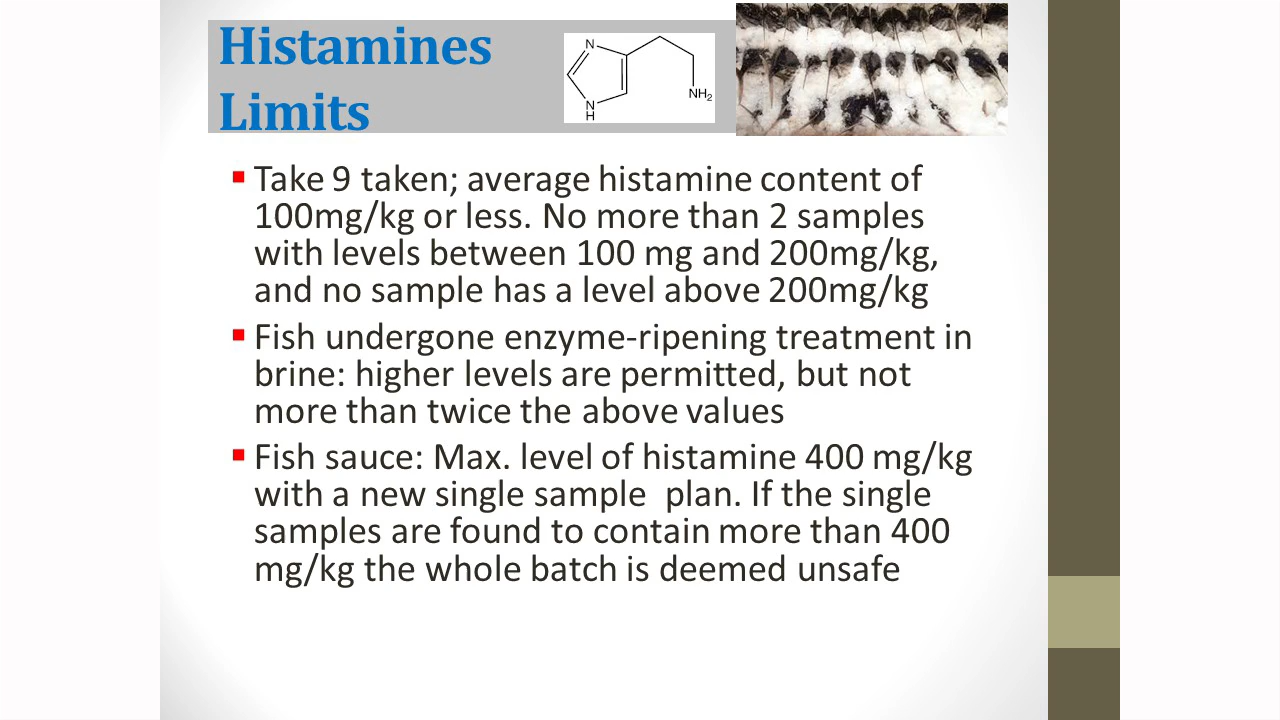 Histamines
Limits
N
N
H
NH2
Take 9 taken; average histamine content of
100mg/kg or less. No more than 2 samples
with levels between 100 mg and 200mg/kg,
and no sample has a level above 200mg/kg
Fish undergone enzyme-ripening treatment in
brine: higher levels are permitted, but not
more than twice the above values
Fish sauce: Max. level of histamine 400 mg/kg
with a new single sample  plan. If the single
samples are found to contain more than 400
mg/kg the whole batch is deemed unsafe